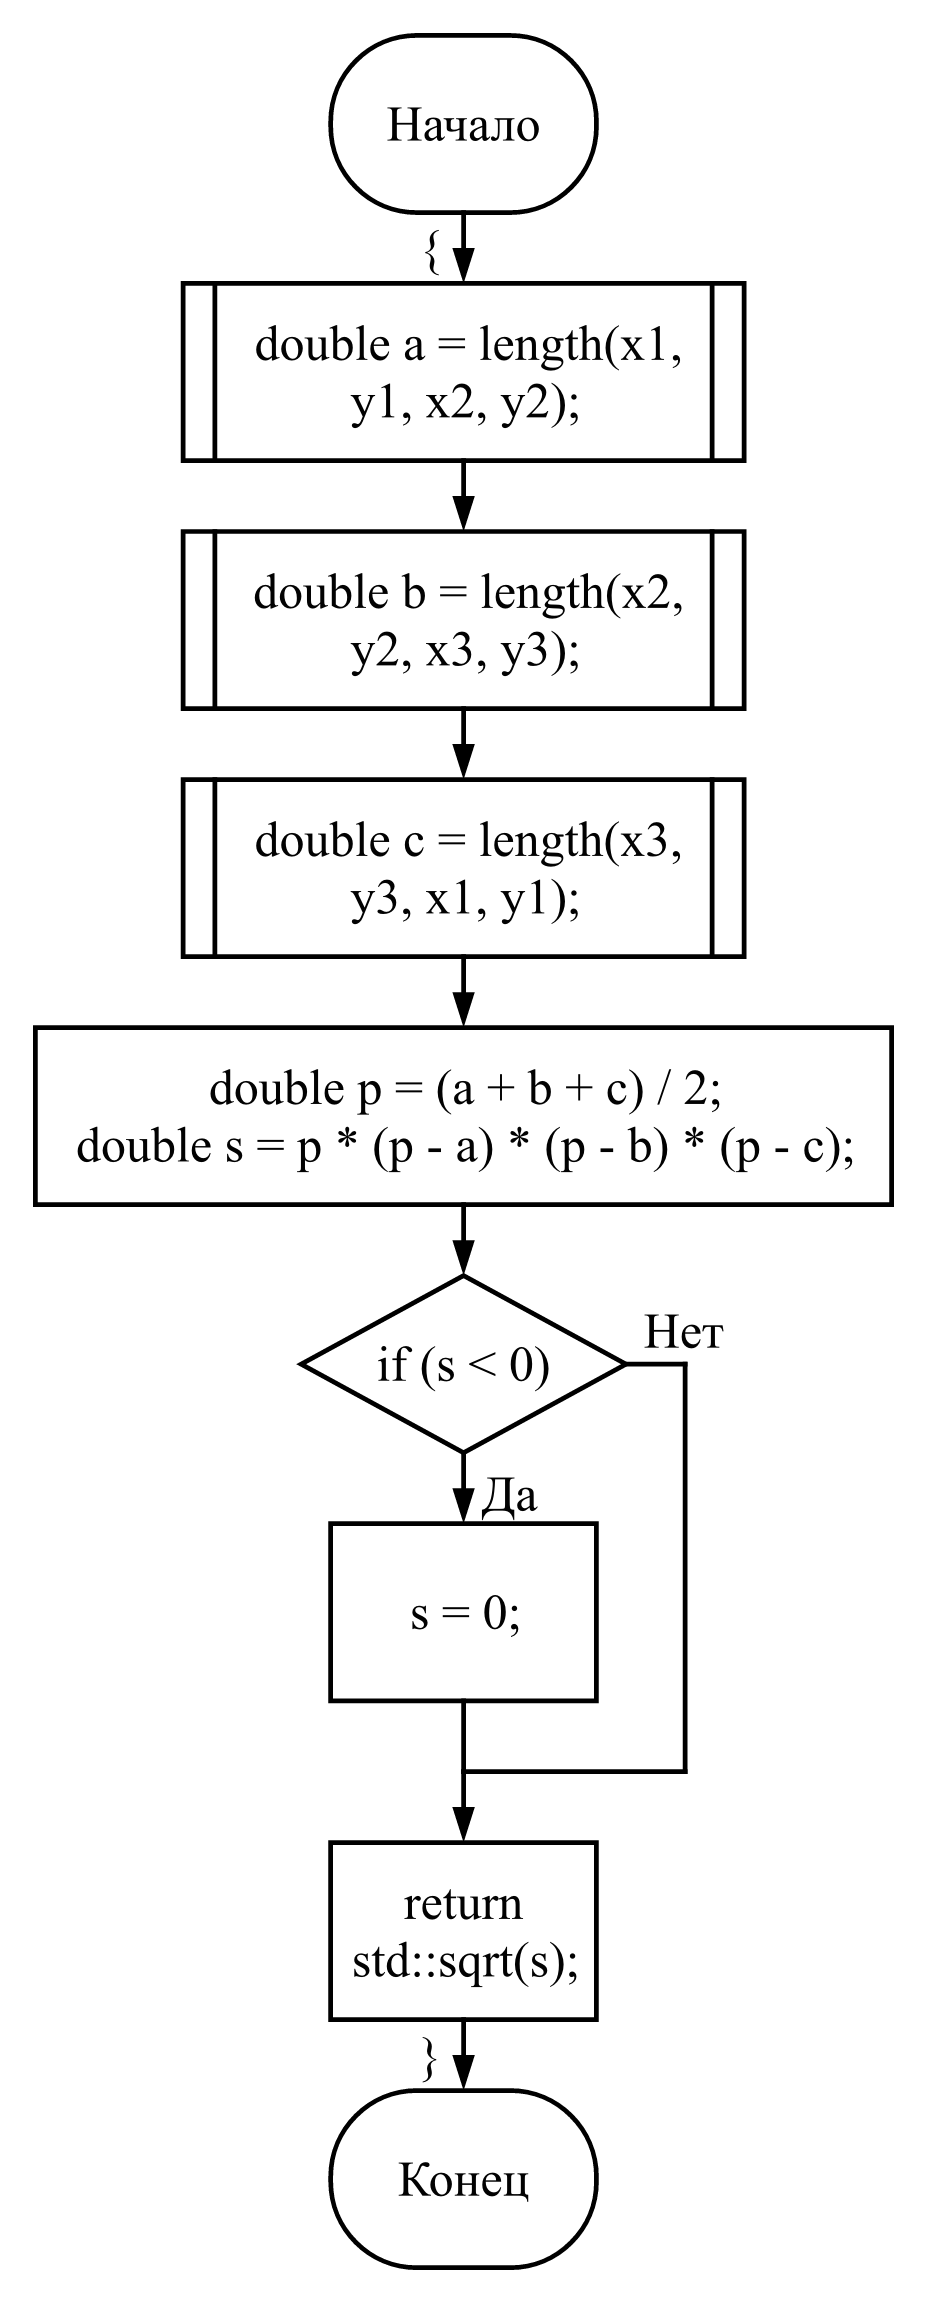 Начало
{
double a = length(x1,
y1, x2, y2);
double b = length(x2,
y2, x3, y3);
double c = length(x3,
y3, x1, y1);
double p = (a + b + c) / 2;
double s = p * (p - a) * (p - b) * (p - c);
Нет
if (s < 0)
Да
s = 0;
return
std::sqrt(s);
}
Конец